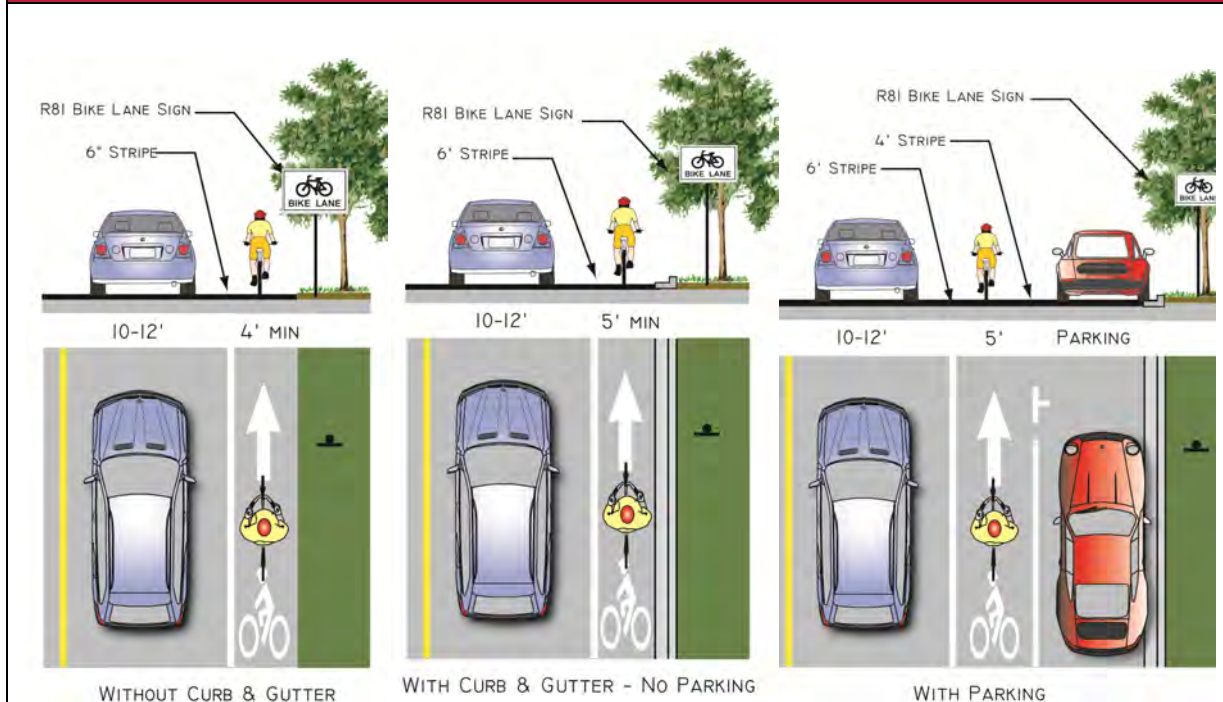 R81 BIKE LANE SIGN
6" STRIPE
BIKE LANE
10-12'
4' MIN
WITHOUT CURB & GUTTER
R81 BIKE LANE SIGN
6' STRIPE
BIKE LANE
10-12'
5' MIN
WITH CURB & GUTTER - NO PARKING
R81 BIKE LANE SIGN
4' STRIPE
6' STRIPE
BIKE LANE
10-12'
5'
PARKING
WITH PARKING